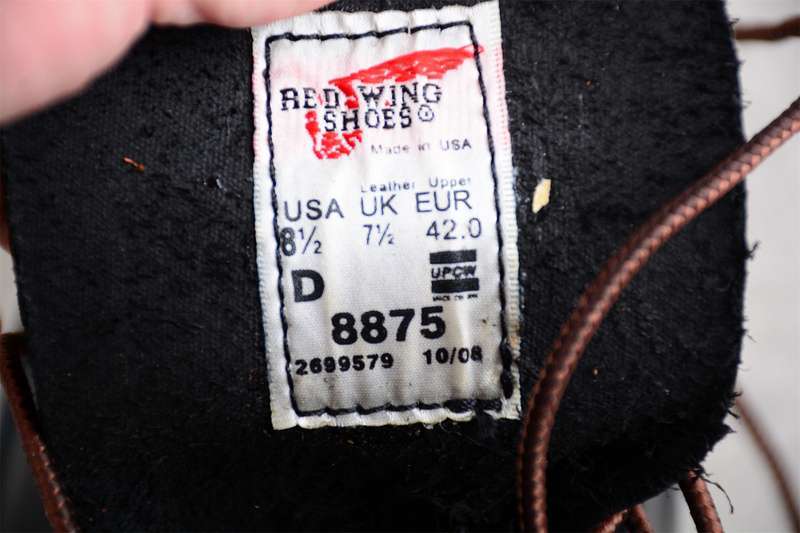 RED WING
SHOES®
Made in USA
Leather Upper
USA UK EUR
8½ 7½ 42.0
D
UFCW
8875
2699579 10/08